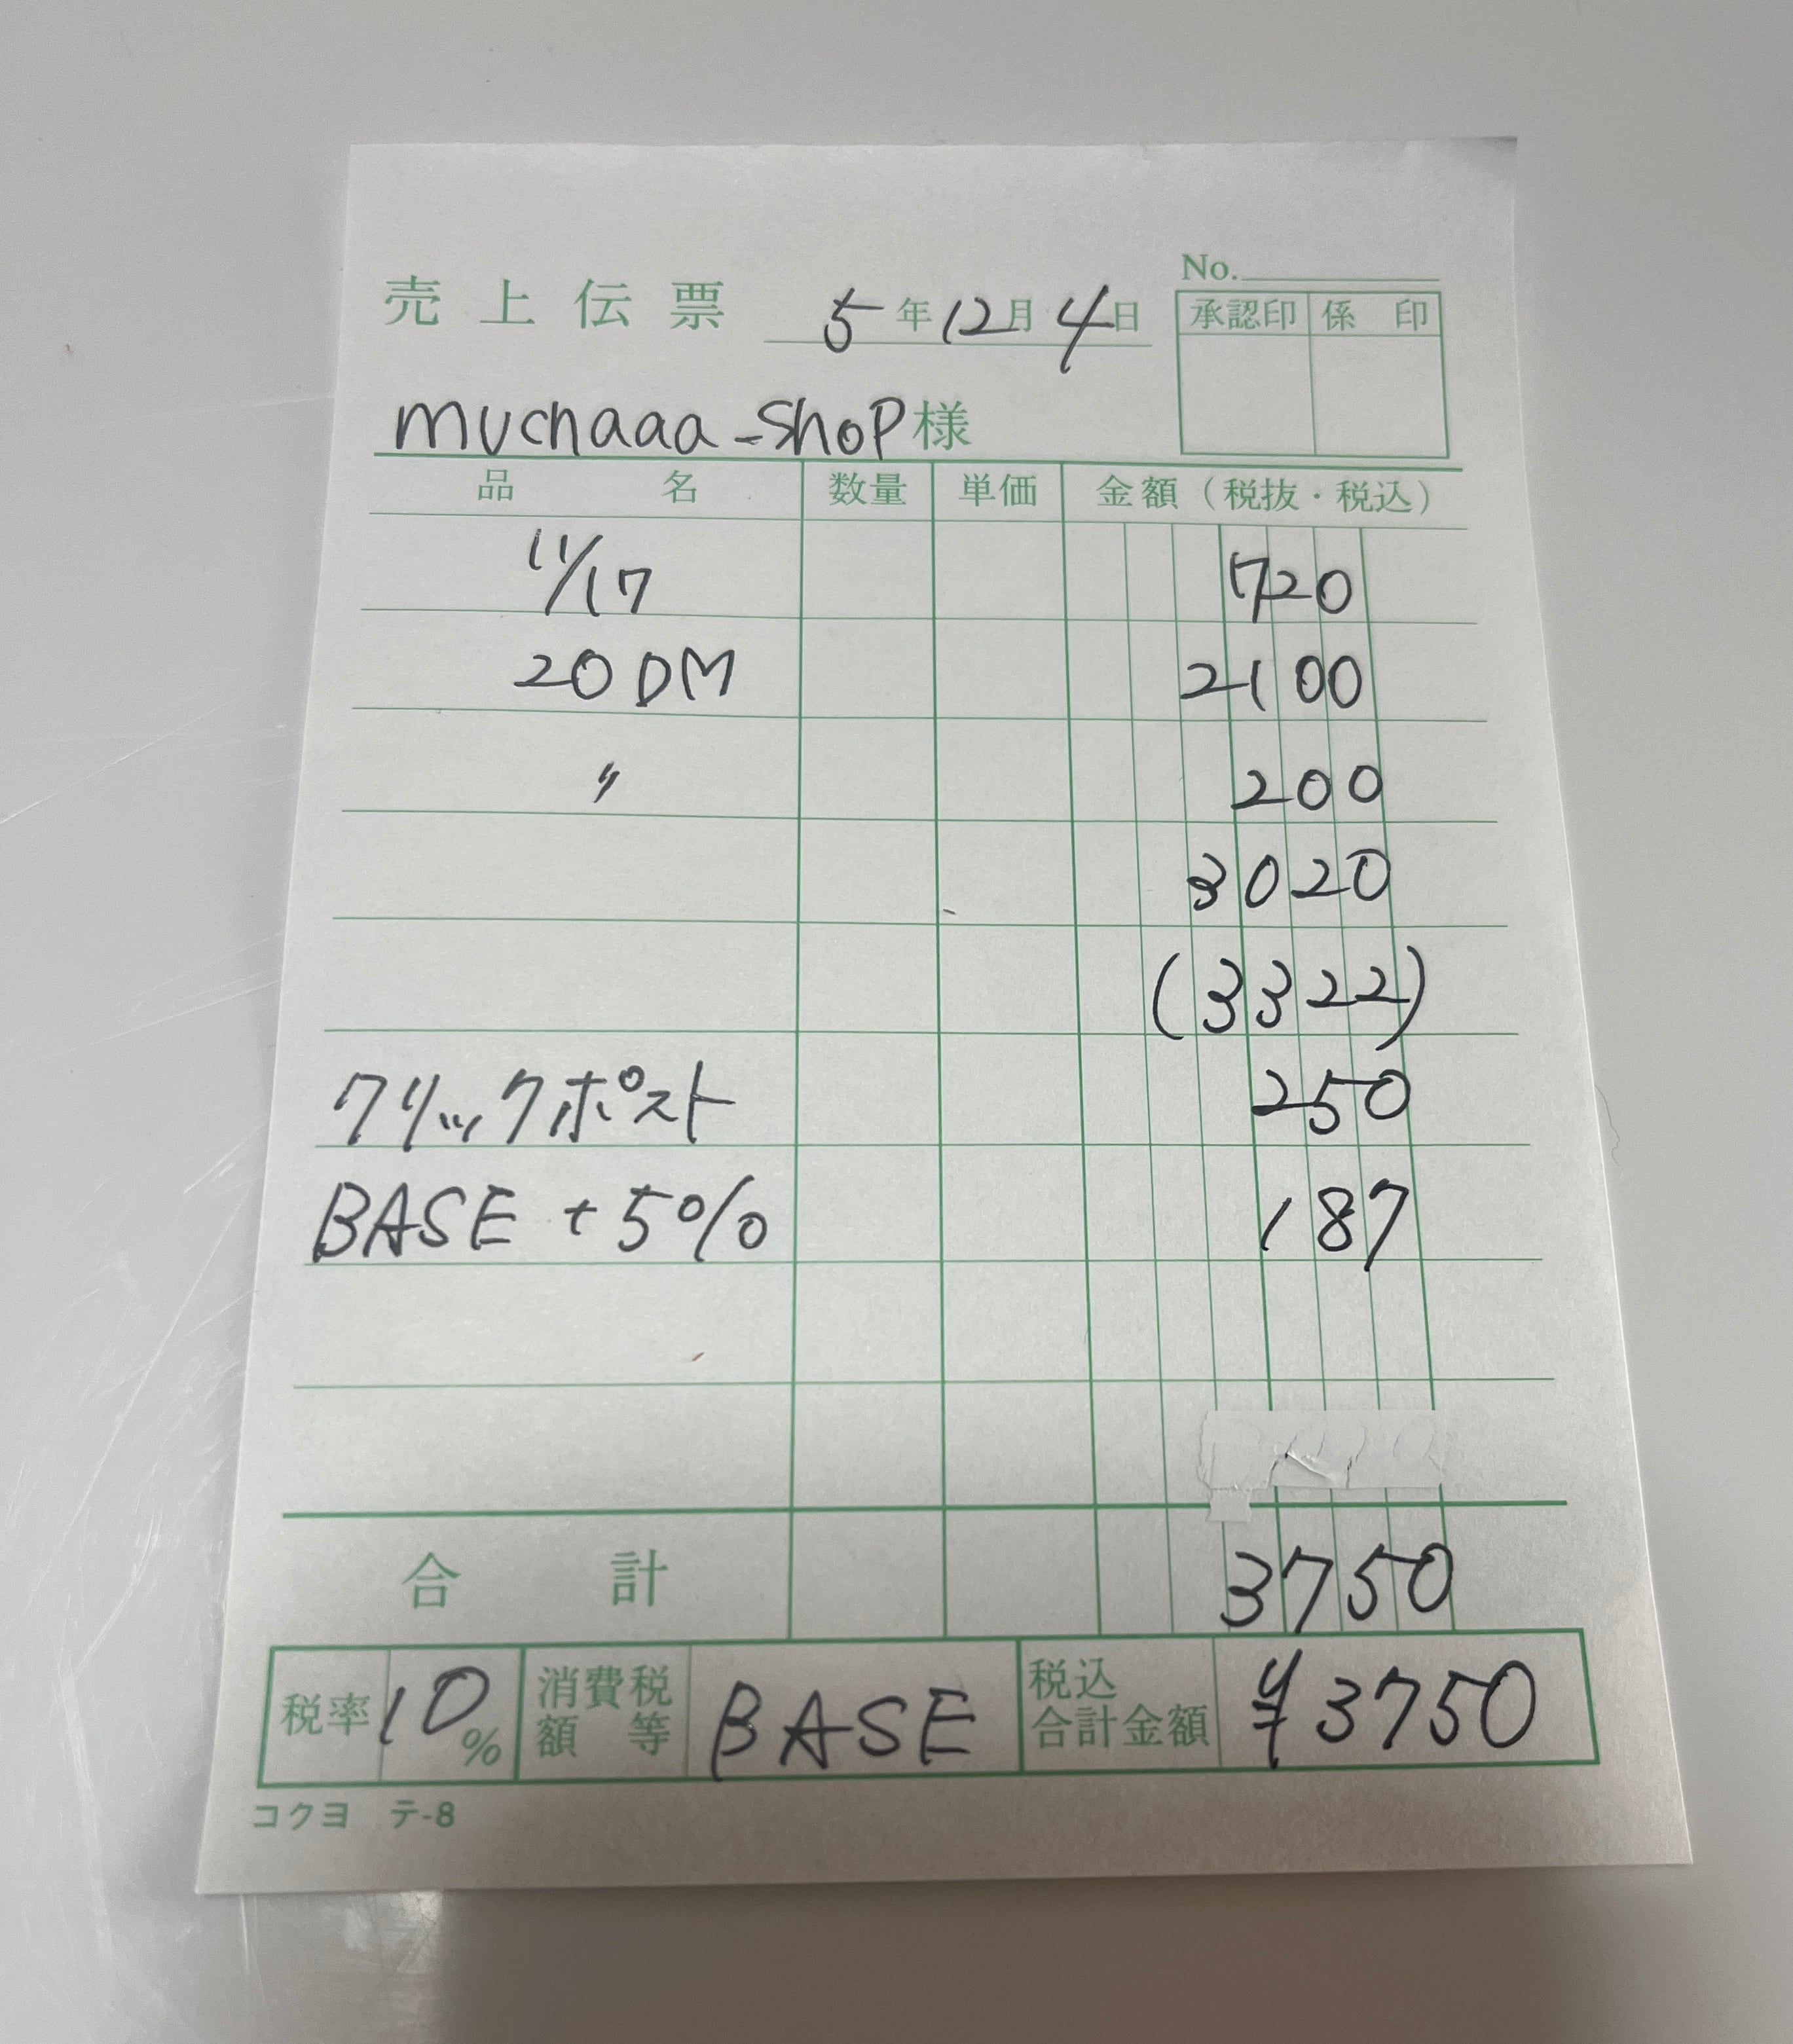 No.
売上伝票 5年12月4日 承認印 係印
muchaaa-shop様
品名 数量 単価 金額（税抜・税込）
11/17 720
20DM 2100
〃 200
3020
(3322)
クリックポスト 250
BASE +5% 187
合計 3750
税率 10% 消費税額等 BASE 税込合計金額 ¥3750
コクヨ テ-8